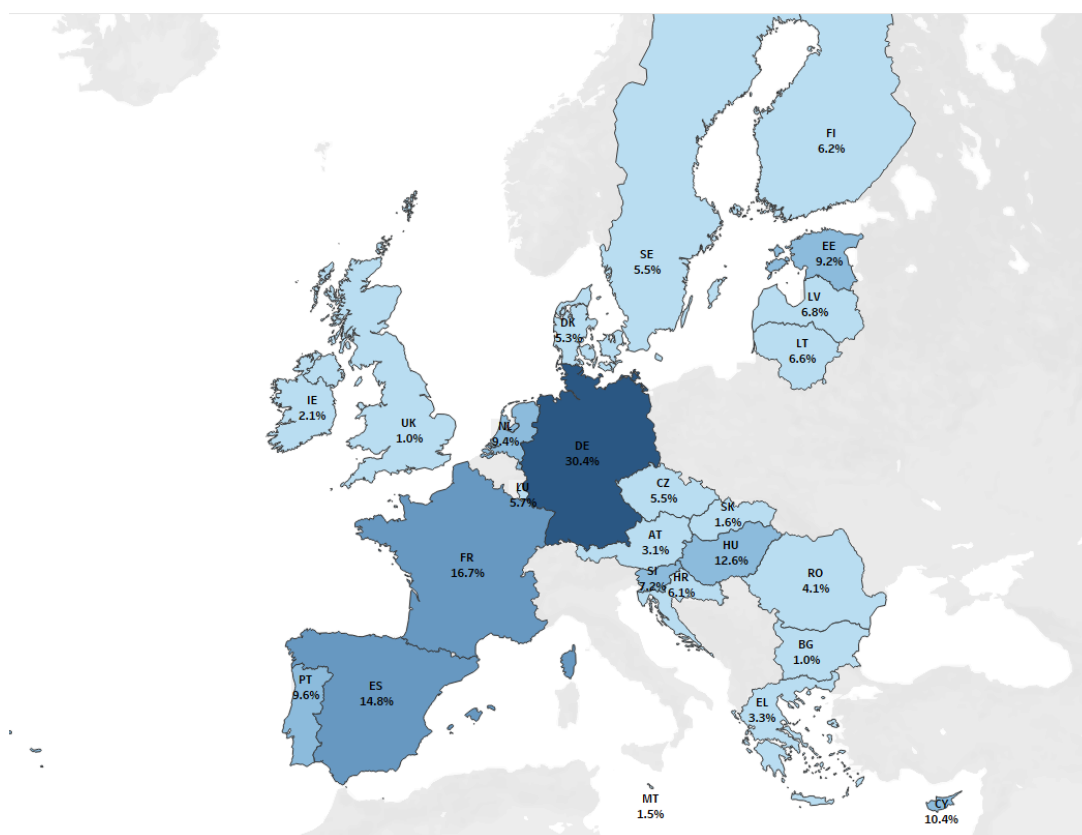 FI
6.2%
EE
9.2%
SE
5.5%
LV
6.8%
DK
5.3%
LT
6.6%
IE
2.1%
UK
1.0%
NL
9.4%
DE
30.4%
LU
5.7%
CZ
5.5%
SK
1.6%
AT
3.1%
HU
12.6%
FR
16.7%
SI
7.2%
HR
6.1%
RO
4.1%
BG
1.0%
PT
9.6%
ES
14.8%
EL
3.3%
MT
1.5%
CY
10.4%